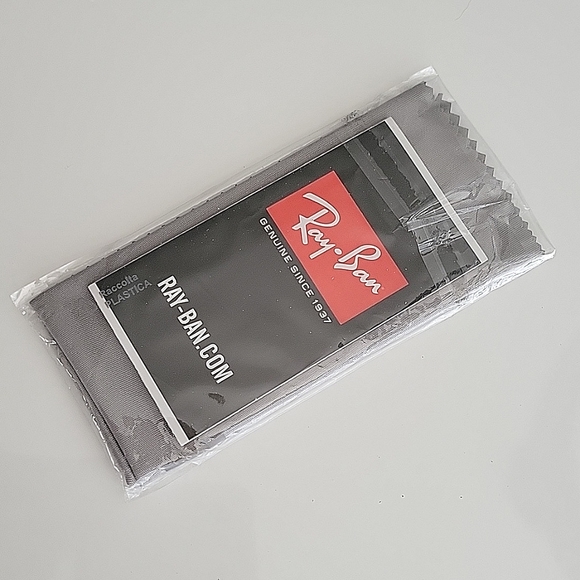 Ray-Ban
GENUINE SINCE 1937
RAY-BAN.COM
Raccolta
PLASTICA